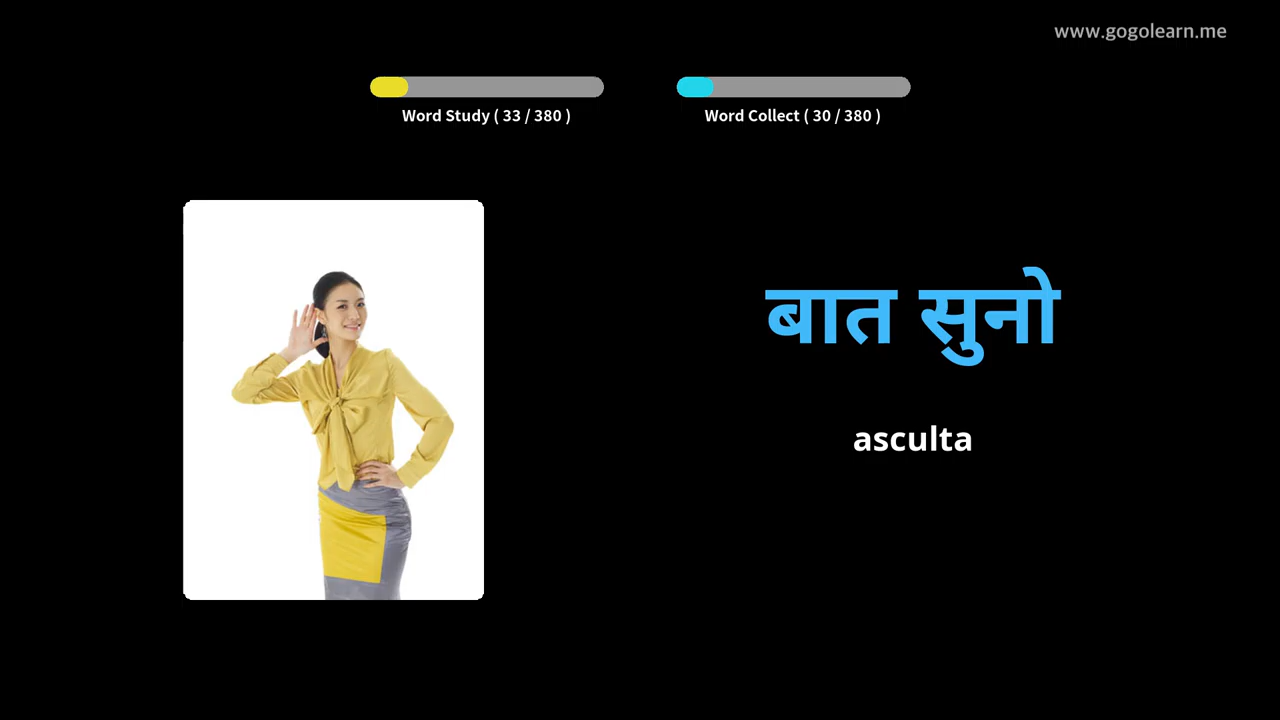 www.gogolearn.me
Word Study ( 33 / 380 )
Word Collect ( 30 / 380 )
बात सुनो
asculta